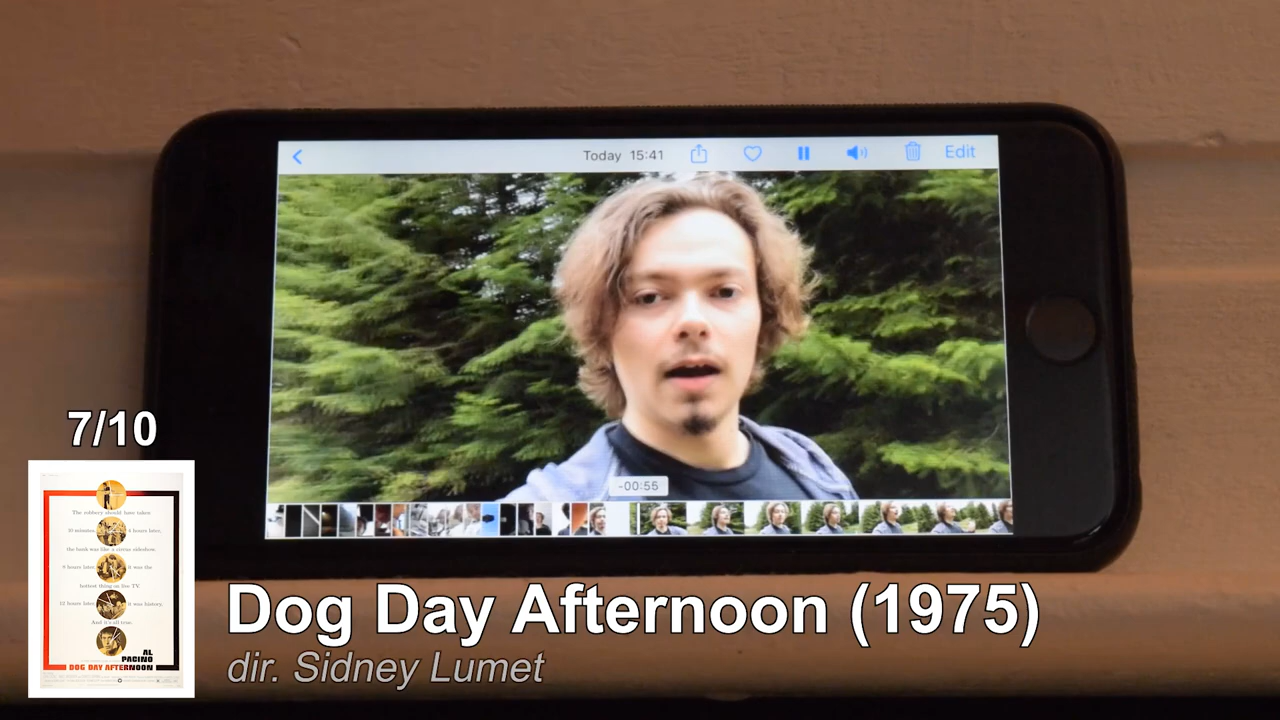 Today 15:41
Edit
-00:55
7/10
The robbery should have taken
10 minutes.
4 hours later,
the bank was like a circus sideshow.
8 hours later,
it was the
hottest thing on live TV.
12 hours later,
it was history.
And it's all true.
AL
PACINO
DOG DAY AFTERNOON
Dog Day Afternoon (1975)
dir. Sidney Lumet